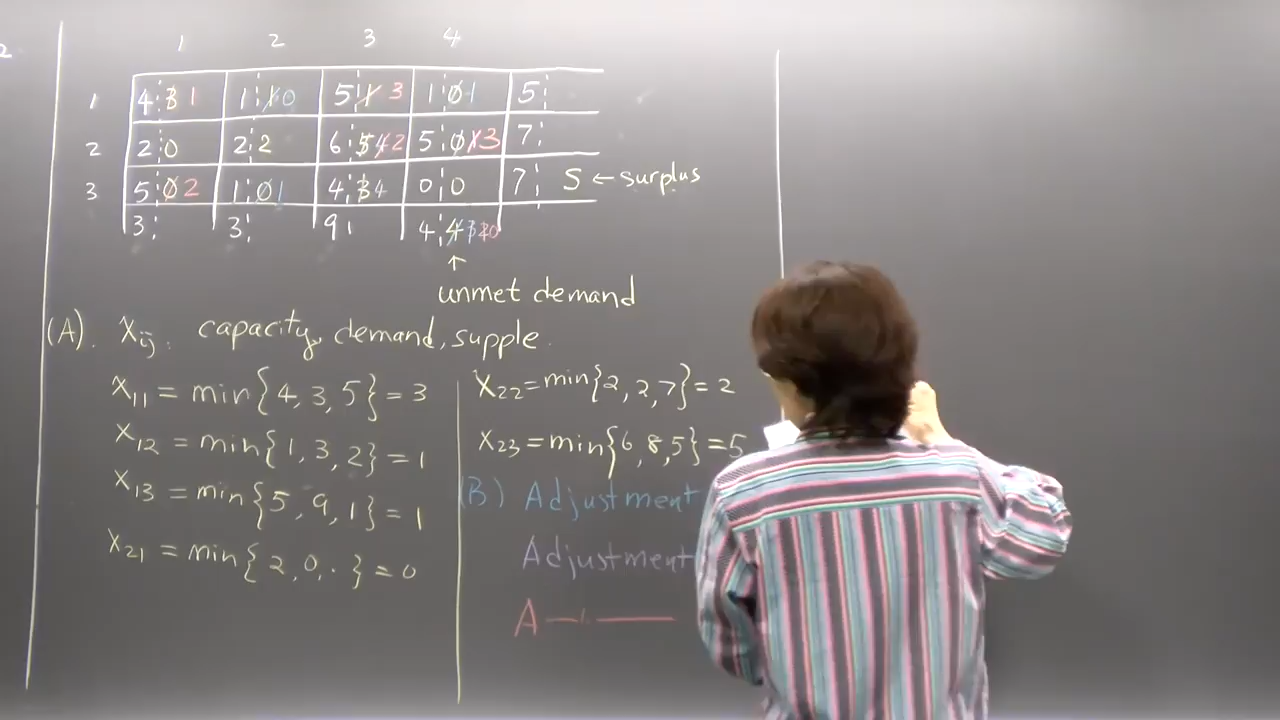 2
1 2 3 4
1 4 3 1 1 1 0 5 1 3 1 0 1 5
2 2 0 2 2 6 5 4 2 5 0 1 3 7
3 5 0 2 1 0 1 4 3 4 0 0 7 S ← surplus
3 3 9 4 4 3 0
↑
unmet demand
(A). Xij: capacity, demand, supple.
X11 = min{4, 3, 5} = 3
X12 = min{1, 3, 2} = 1
X13 = min{5, 9, 1} = 1
X21 = min{2, 0, · } = 0
X22 = min{2, 2, 7} = 2
X23 = min{6, 8, 5} = 5
(B) Adjustment
Adjustment
A